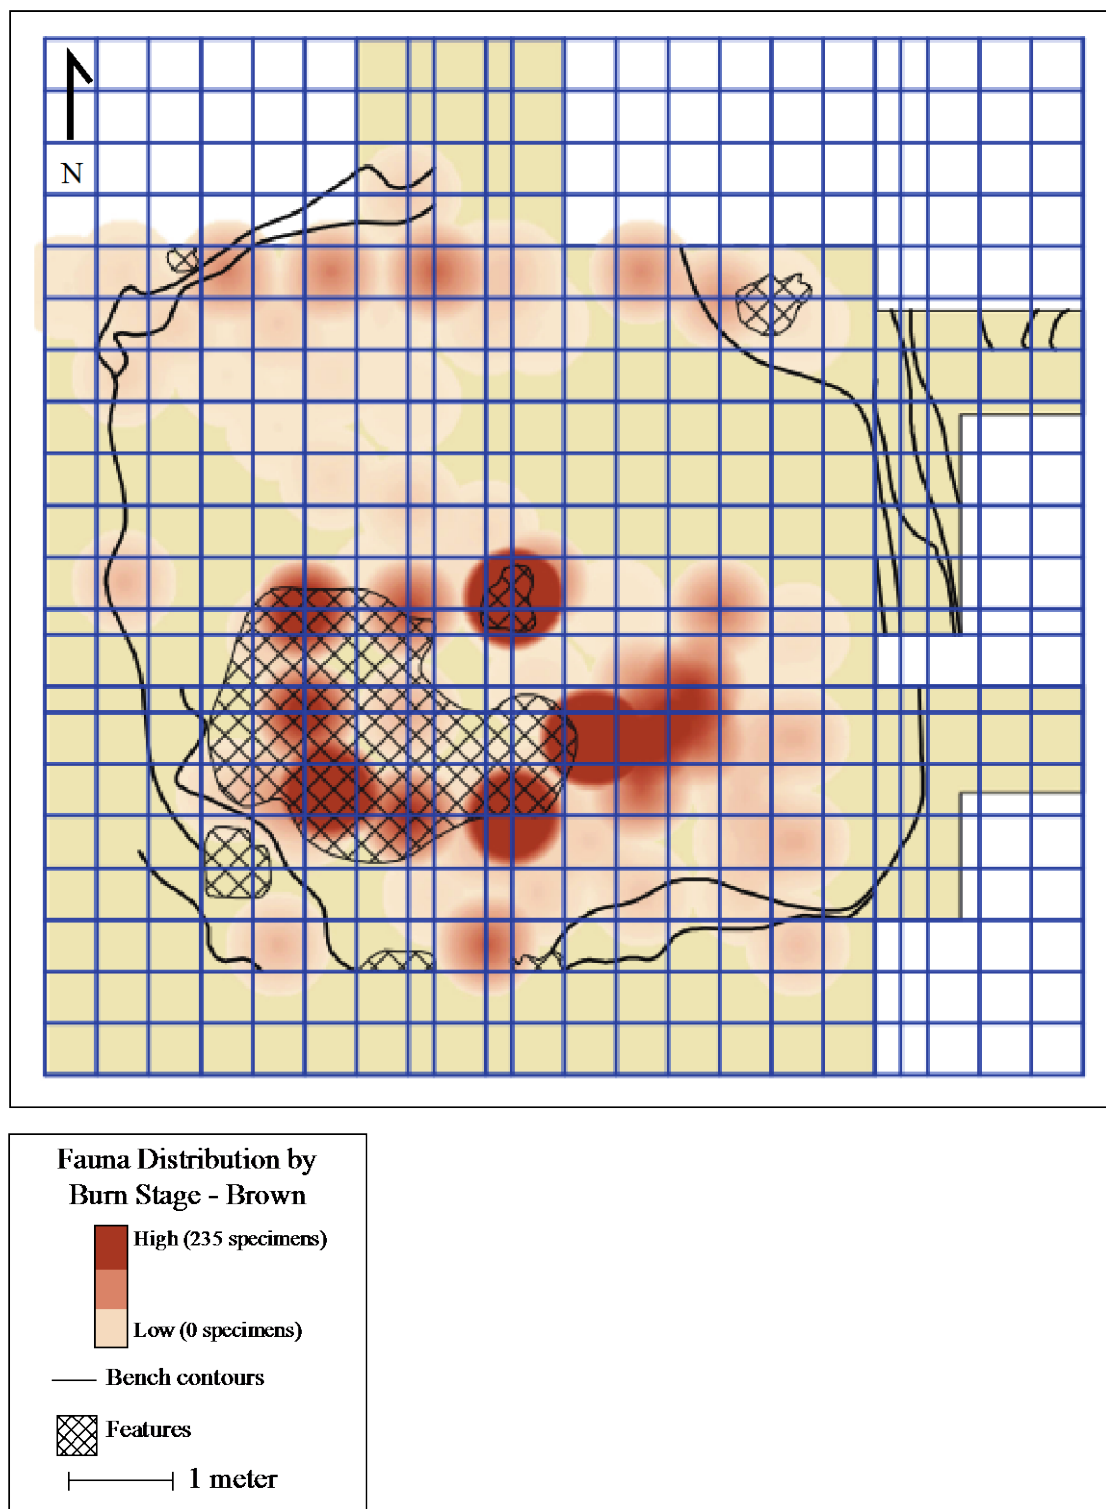 N
Fauna Distribution by
Burn Stage - Brown
High (235 specimens)
Low (0 specimens)
Bench contours
Features
1 meter